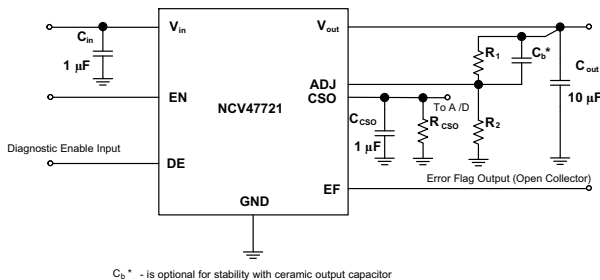 Vin
Vout
Cin
1 μF
R1
Cb*
Cout
10 μF
EN
ADJ
NCV47721
CSO
To A /D
CCSO
1 μF
RCSO
R2
Diagnostic Enable Input
DE
EF
Error Flag Output (Open Collector)
GND
Cb* - is optional for stability with ceramic output capacitor